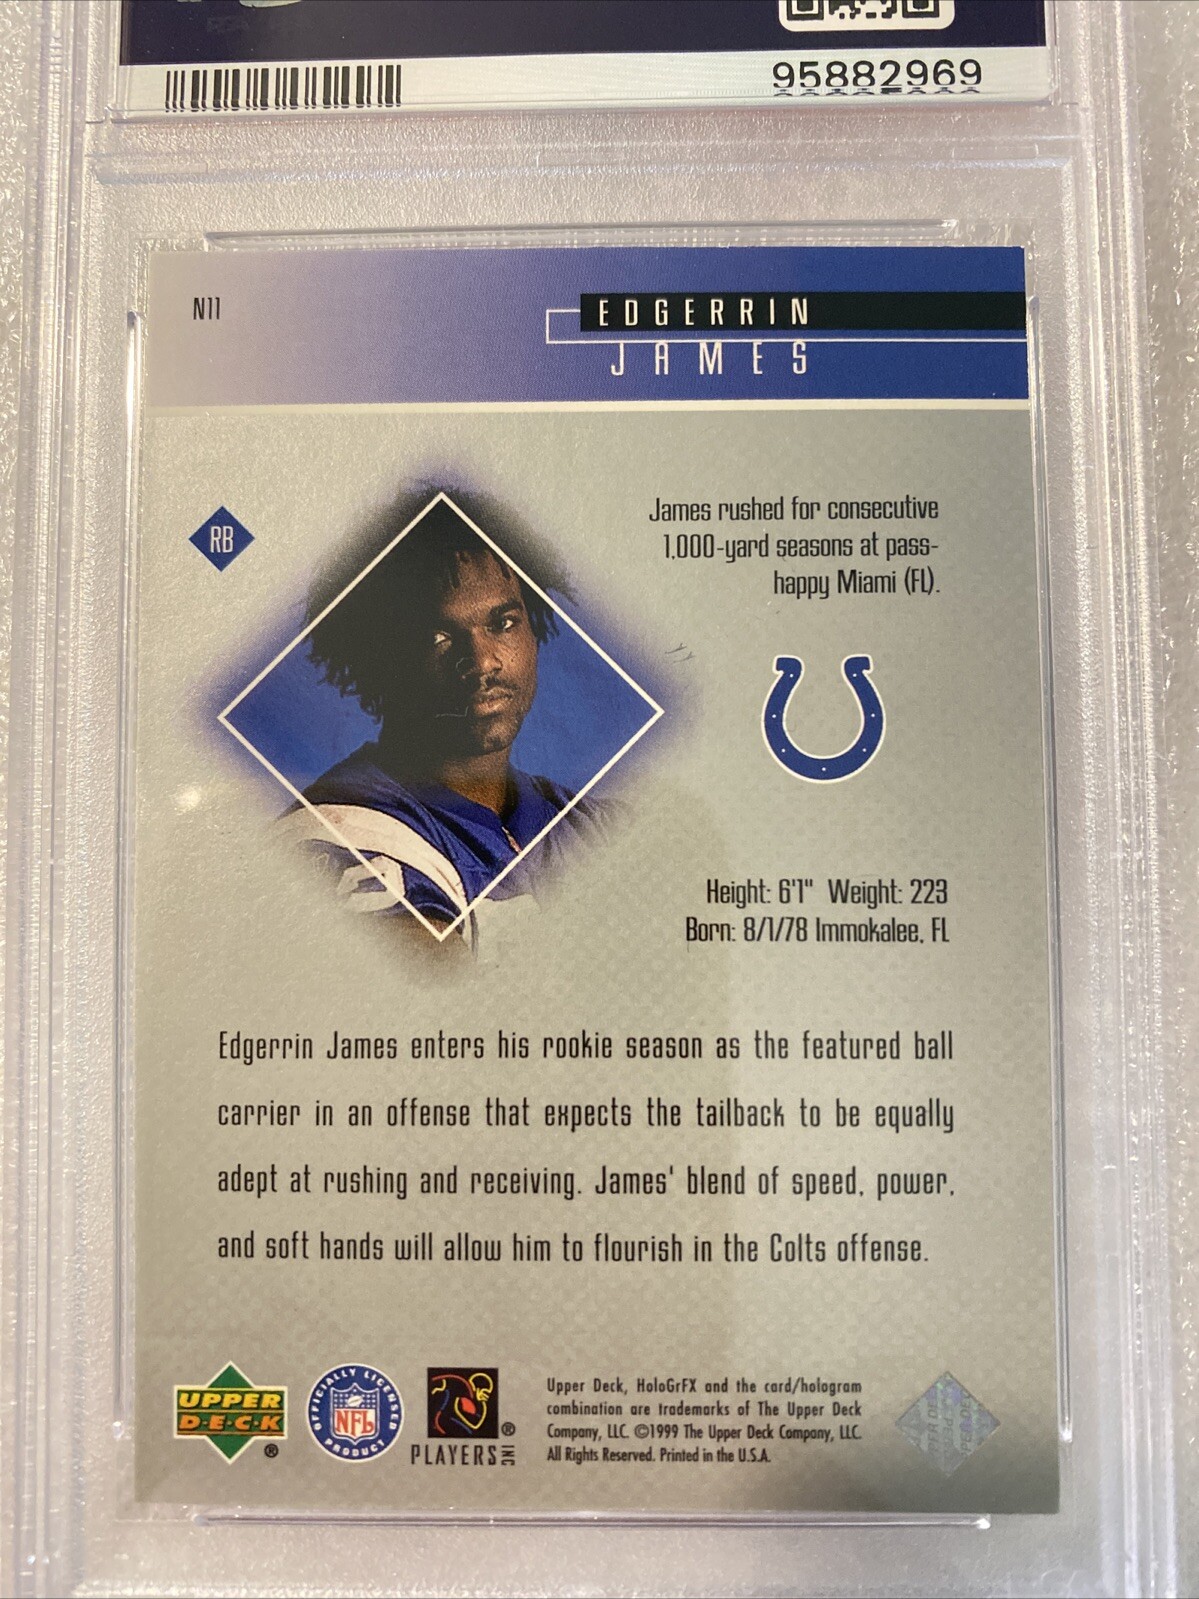 95882969
N11
EDGERRIN
JAMES
RB
James rushed for consecutive
1,000-yard seasons at pass-
happy Miami (FL).
Height: 6'1" Weight: 223
Born: 8/1/78 Immokalee, FL
Edgerrin James enters his rookie season as the featured ball
carrier in an offense that expects the tailback to be equally
adept at rushing and receiving. James' blend of speed, power,
and soft hands will allow him to flourish in the Colts offense.
UPPER
DECK
®
OFFICIALLY LICENSED
NFL
PRODUCT
®
PLAYERS INC
Upper Deck, HoloGrFX and the card/hologram
combination are trademarks of The Upper Deck
Company, LLC. ©1999 The Upper Deck Company, LLC.
All Rights Reserved. Printed in the U.S.A.